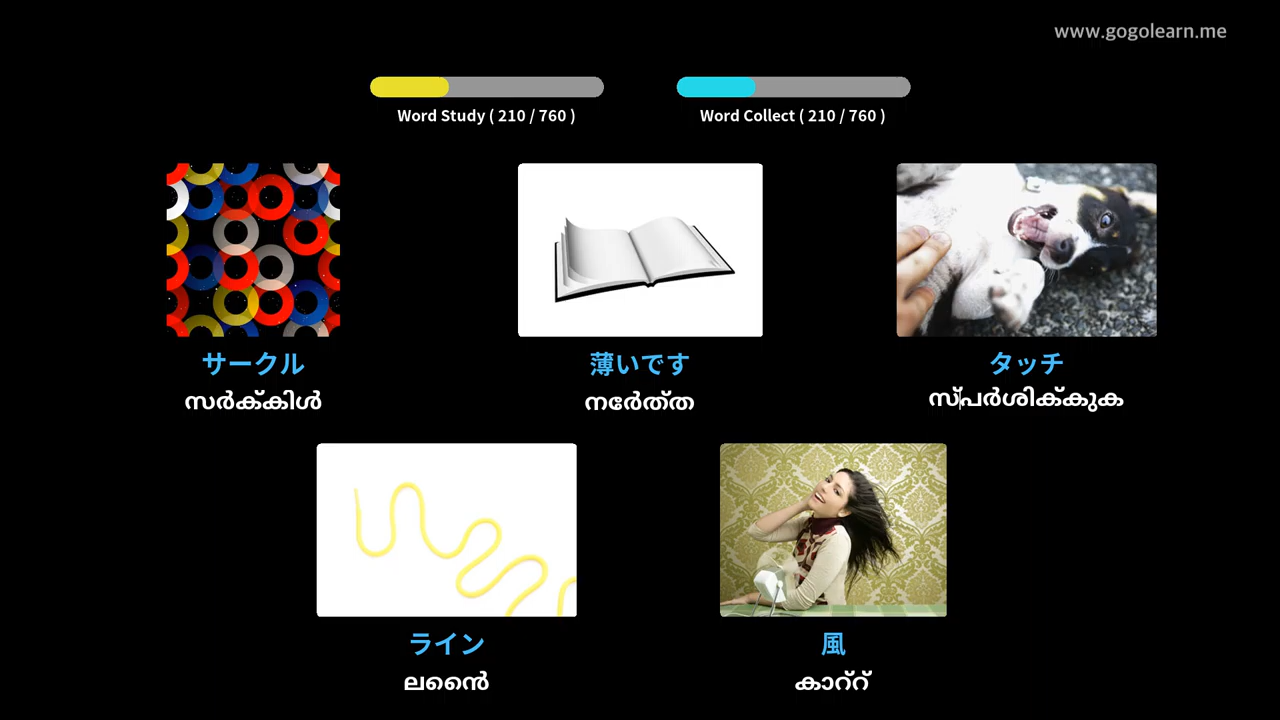 www.gogolearn.me
Word Study ( 210 / 760 )
Word Collect ( 210 / 760 )
サークル
സർക്കിൾ
薄いです
നേർത്ത
タッチ
സ്പർശിക്കുക
ライン
ലൈൻ
風
കാറ്റ്